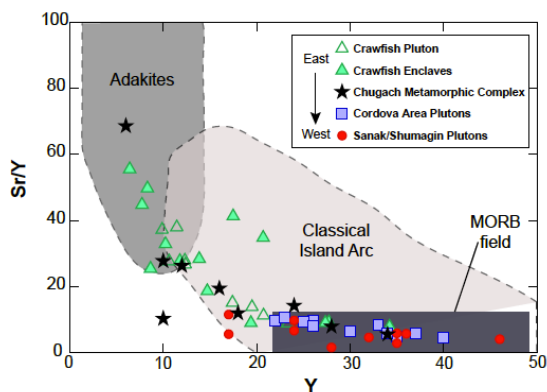 100
80
60
40
20
0
Sr/Y
Adakites
East
West
Crawfish Pluton
Crawfish Enclaves
Chugach Metamorphic Complex
Cordova Area Plutons
Sanak/Shumagin Plutons
Classical
Island Arc
MORB
field
0
10
20
30
40
50
Y